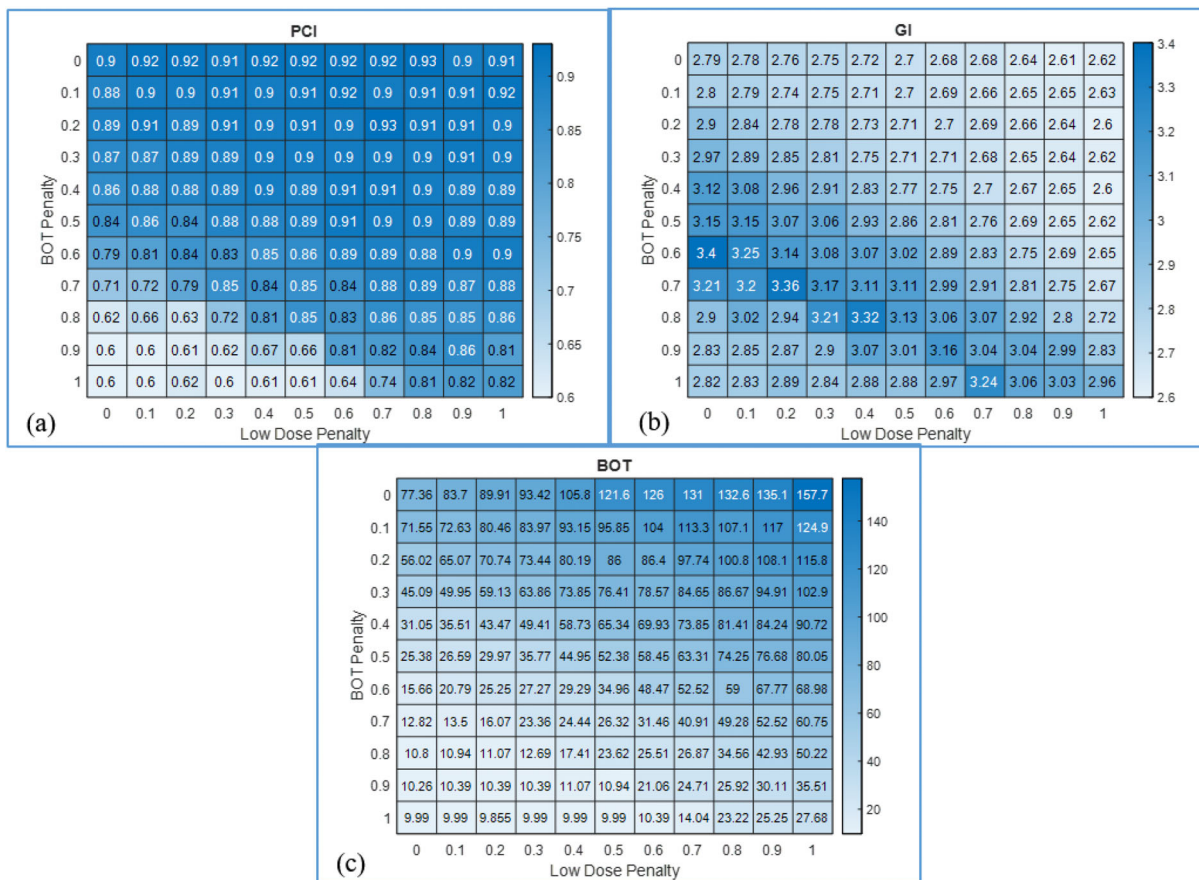 PCI
BOT Penalty
0 0.9 0.92 0.92 0.91 0.92 0.92 0.92 0.92 0.93 0.9 0.91
0.1 0.88 0.9 0.9 0.91 0.9 0.91 0.92 0.9 0.91 0.91 0.92
0.2 0.89 0.91 0.89 0.91 0.9 0.91 0.9 0.93 0.91 0.91 0.9
0.3 0.87 0.87 0.89 0.89 0.9 0.9 0.9 0.9 0.9 0.91 0.9
0.4 0.86 0.88 0.88 0.89 0.9 0.89 0.91 0.91 0.9 0.89 0.89
0.5 0.84 0.86 0.84 0.88 0.88 0.89 0.91 0.9 0.9 0.89 0.89
0.6 0.79 0.81 0.84 0.83 0.85 0.86 0.89 0.89 0.88 0.9 0.9
0.7 0.71 0.72 0.79 0.85 0.84 0.85 0.84 0.88 0.89 0.87 0.88
0.8 0.62 0.66 0.63 0.72 0.81 0.85 0.83 0.86 0.85 0.85 0.86
0.9 0.6 0.6 0.61 0.62 0.67 0.66 0.81 0.82 0.84 0.86 0.81
1 0.6 0.6 0.62 0.6 0.61 0.61 0.64 0.74 0.81 0.82 0.82
0 0.1 0.2 0.3 0.4 0.5 0.6 0.7 0.8 0.9 1
Low Dose Penalty
0.9
0.85
0.8
0.75
0.7
0.65
0.6
(a)
GI
BOT Penalty
0 2.79 2.78 2.76 2.75 2.72 2.7 2.68 2.68 2.64 2.61 2.62
0.1 2.8 2.79 2.74 2.75 2.71 2.7 2.69 2.66 2.65 2.65 2.63
0.2 2.9 2.84 2.78 2.78 2.73 2.71 2.7 2.69 2.66 2.64 2.6
0.3 2.97 2.89 2.85 2.81 2.75 2.71 2.71 2.68 2.65 2.64 2.62
0.4 3.12 3.08 2.96 2.91 2.83 2.77 2.75 2.7 2.67 2.65 2.6
0.5 3.15 3.15 3.07 3.06 2.93 2.86 2.81 2.76 2.69 2.65 2.62
0.6 3.4 3.25 3.14 3.08 3.07 3.02 2.89 2.83 2.75 2.69 2.65
0.7 3.21 3.2 3.36 3.17 3.11 3.11 2.99 2.91 2.81 2.75 2.67
0.8 2.9 3.02 2.94 3.21 3.32 3.13 3.06 3.07 2.92 2.8 2.72
0.9 2.83 2.85 2.87 2.9 3.07 3.01 3.16 3.04 3.04 2.99 2.83
1 2.82 2.83 2.89 2.84 2.88 2.88 2.97 3.24 3.06 3.03 2.96
0 0.1 0.2 0.3 0.4 0.5 0.6 0.7 0.8 0.9 1
Low Dose Penalty
3.4
3.3
3.2
3.1
3
2.9
2.8
2.7
2.6
(b)
BOT
BOT Penalty
0 77.36 83.7 89.91 93.42 105.8 121.6 126 131 132.6 135.1 157.7
0.1 71.55 72.63 80.46 83.97 93.15 95.85 104 113.3 107.1 117 124.9
0.2 56.02 65.07 70.74 73.44 80.19 86 86.4 97.74 100.8 108.1 115.8
0.3 45.09 49.95 59.13 63.86 73.85 76.41 78.57 84.65 86.67 94.91 102.9
0.4 31.05 35.51 43.47 49.41 58.73 65.34 69.93 73.85 81.41 84.24 90.72
0.5 25.38 26.59 29.97 35.77 44.95 52.38 58.45 63.31 74.25 76.68 80.05
0.6 15.66 20.79 25.25 27.27 29.29 34.96 48.47 52.52 59 67.77 68.98
0.7 12.82 13.5 16.07 23.36 24.44 26.32 31.46 40.91 49.28 52.52 60.75
0.8 10.8 10.94 11.07 12.69 17.41 23.62 25.51 26.87 34.56 42.93 50.22
0.9 10.26 10.39 10.39 10.39 11.07 10.94 21.06 24.71 25.92 30.11 35.51
1 9.99 9.99 9.855 9.99 9.99 9.99 10.39 14.04 23.22 25.25 27.68
0 0.1 0.2 0.3 0.4 0.5 0.6 0.7 0.8 0.9 1
Low Dose Penalty
140
120
100
80
60
40
20
(c)